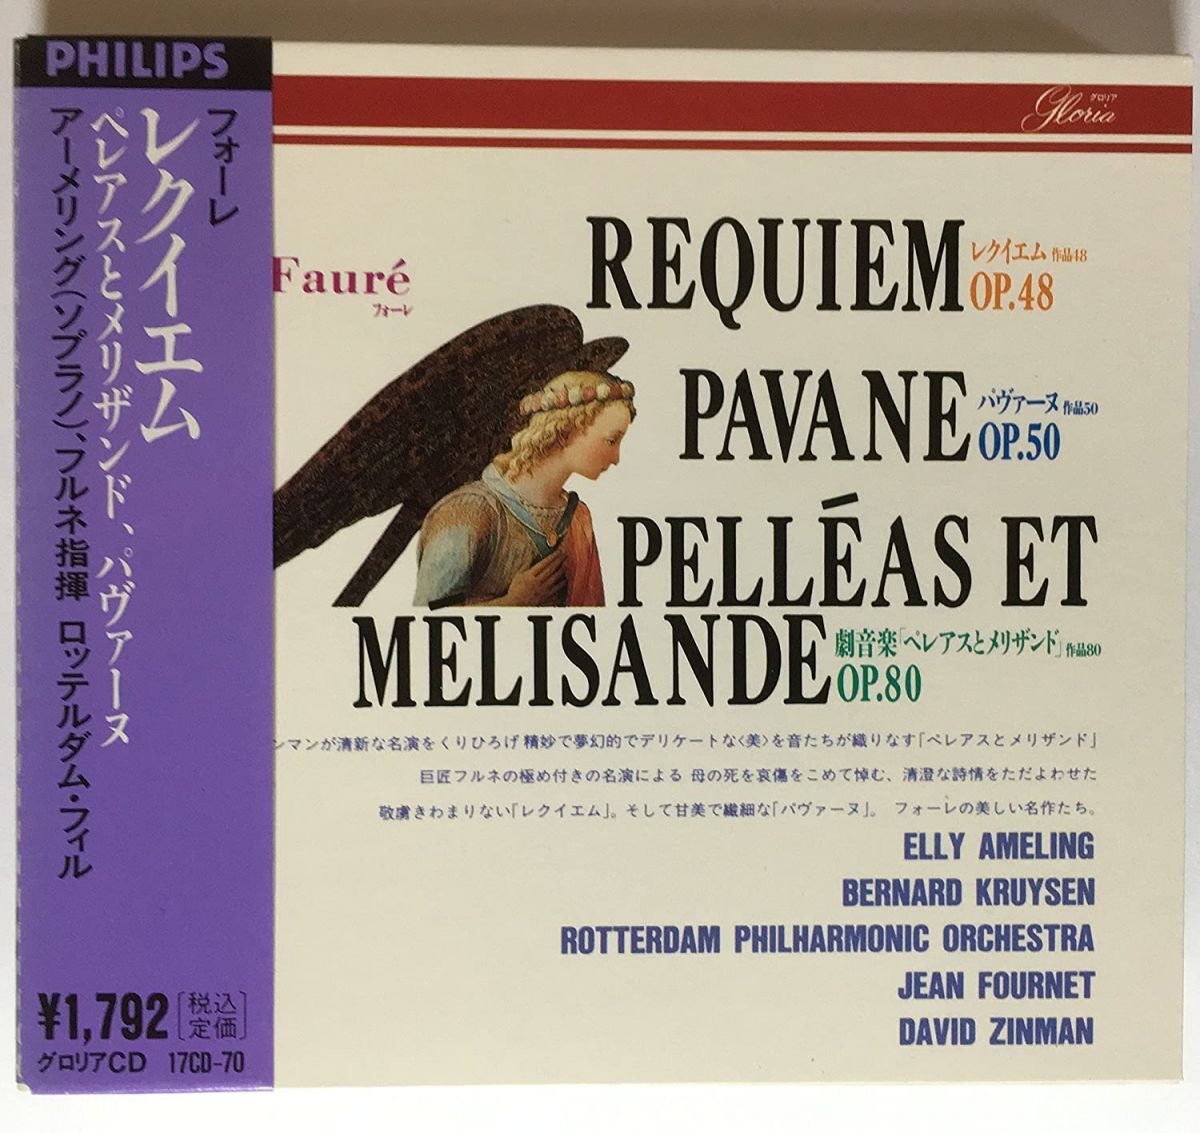 PHILIPS
フォーレ
レクイエム
ペレアスとメリザンド、パヴァーヌ
アーメリング(ソプラノ)、フルネ指揮 ロッテルダム・フィル
¥1,792[税込定価]
グロリアCD 17CD-70
グロリア
Gloria
Fauré
フォーレ
REQUIEM
レクイエム 作品48
OP.48
PAVANE
パヴァーヌ 作品50
OP.50
PELLÉAS ET
MÉLISANDE
劇音楽「ペレアスとメリザンド」作品80
OP.80
ンマンが清新な名演をくりひろげ 精妙で夢幻的でデリケートな〈美〉を音たちが織りなす「ペレアスとメリザンド」
巨匠フルネの極め付きの名演による 母の死を哀傷をこめて悼む、清澄な詩情をただよわせた
敬虔きわまりない「レクイエム」。そして甘美で繊細な「パヴァーヌ」。 フォーレの美しい名作たち。
ELLY AMELING
BERNARD KRUYSEN
ROTTERDAM PHILHARMONIC ORCHESTRA
JEAN FOURNET
DAVID ZINMAN